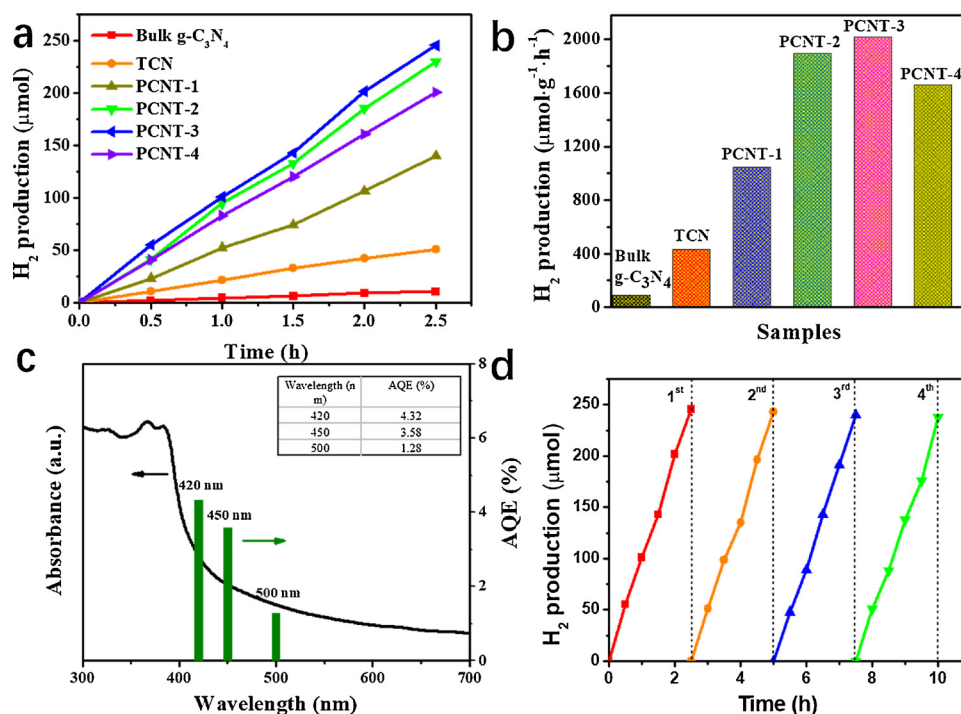 a
H₂ production (μmol)
250
200
150
100
50
0
Bulk g-C₃N₄
TCN
PCNT-1
PCNT-2
PCNT-3
PCNT-4
0.0 0.5 1.0 1.5 2.0 2.5
Time (h)
b
H₂ production (μmol·g⁻¹·h⁻¹)
2000
1600
1200
800
400
0
Bulk
g-C₃N₄
TCN
PCNT-1
PCNT-2
PCNT-3
PCNT-4
Samples
c
Absorbance (a.u.)
Wavelength (n
m)
AQE (%)
420 4.32
450 3.58
500 1.28
420 nm
450 nm
500 nm
8
6
4
2
0
AQE (%)
300 400 500 600 700
Wavelength (nm)
d
H₂ production (μmol)
250
200
150
100
50
0
1ˢᵗ
2ⁿᵈ
3ʳᵈ
4ᵗʰ
0 2 4 6 8 10
Time (h)